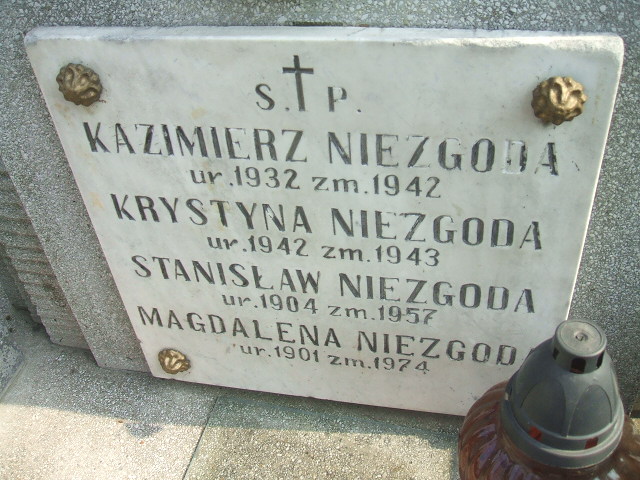 S.P.
KAZIMIERZ NIEZGODA
ur.1932 zm.1942
KRYSTYNA NIEZGODA
ur.1942 zm.1943
STANISŁAW NIEZGODA
ur.1904 zm.1957
MAGDALENA NIEZGODA
ur.1901 zm.1974